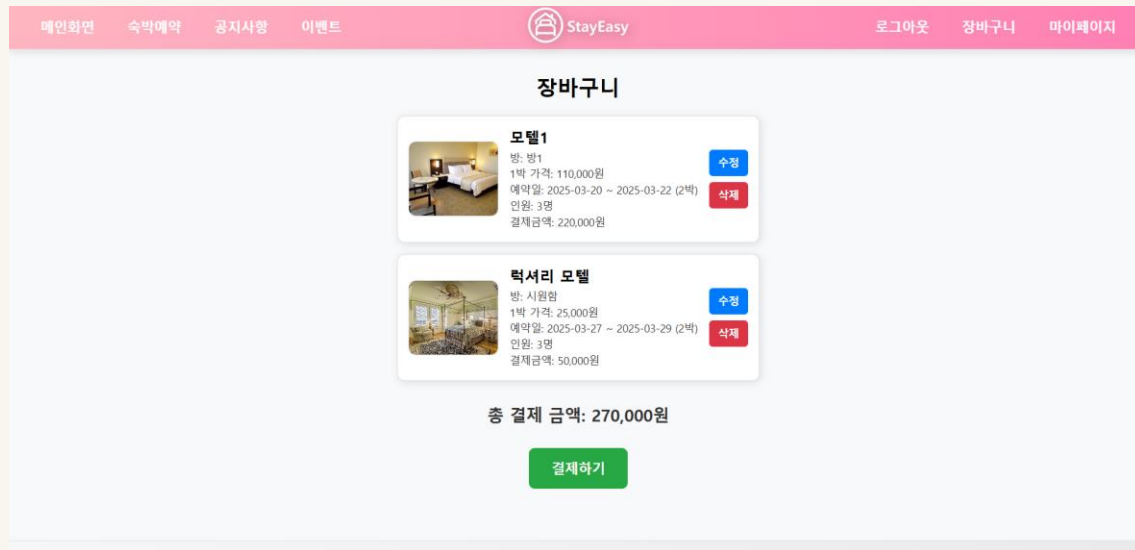 메인화면 숙박예약 공지사항 이벤트 StayEasy 로그아웃 장바구니 마이페이지
장바구니
모텔1
방: 방1
1박 가격: 110,000원
예약일: 2025-03-20 ~ 2025-03-22 (2박)
인원: 3명
결제금액: 220,000원
수정
삭제
럭셔리 모텔
방: 시원함
1박 가격: 25,000원
예약일: 2025-03-27 ~ 2025-03-29 (2박)
인원: 3명
결제금액: 50,000원
수정
삭제
총 결제 금액: 270,000원
결제하기